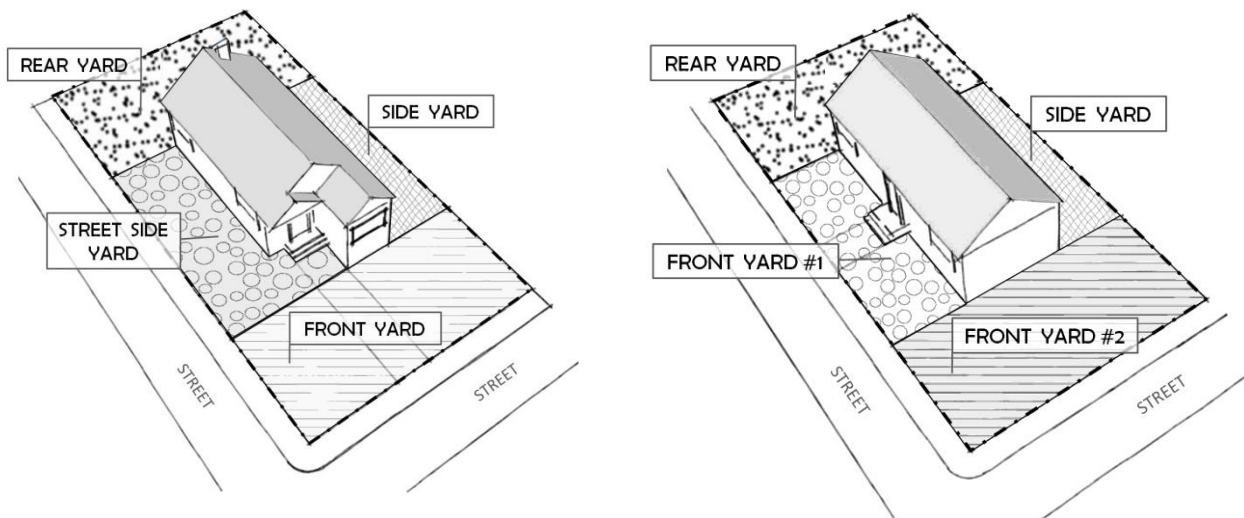 REAR YARD
SIDE YARD
STREET SIDE
YARD
FRONT YARD
STREET
STREET
REAR YARD
SIDE YARD
FRONT YARD #1
FRONT YARD #2
STREET
STREET